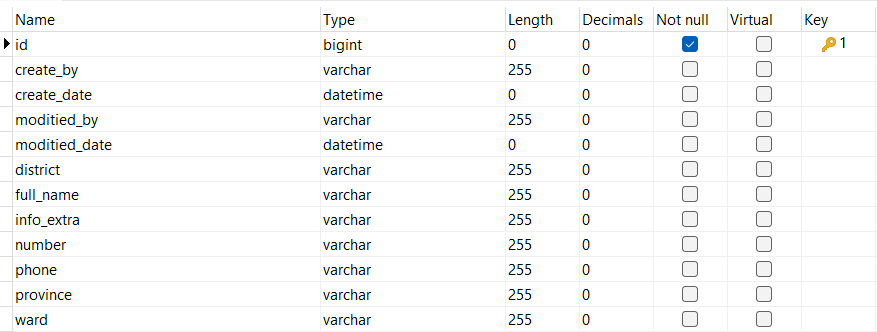 Name Type Length Decimals Not null Virtual Key
id bigint 0 0 1
create_by varchar 255 0
create_date datetime 0 0
moditied_by varchar 255 0
moditied_date datetime 0 0
district varchar 255 0
full_name varchar 255 0
info_extra varchar 255 0
number varchar 255 0
phone varchar 255 0
province varchar 255 0
ward varchar 255 0